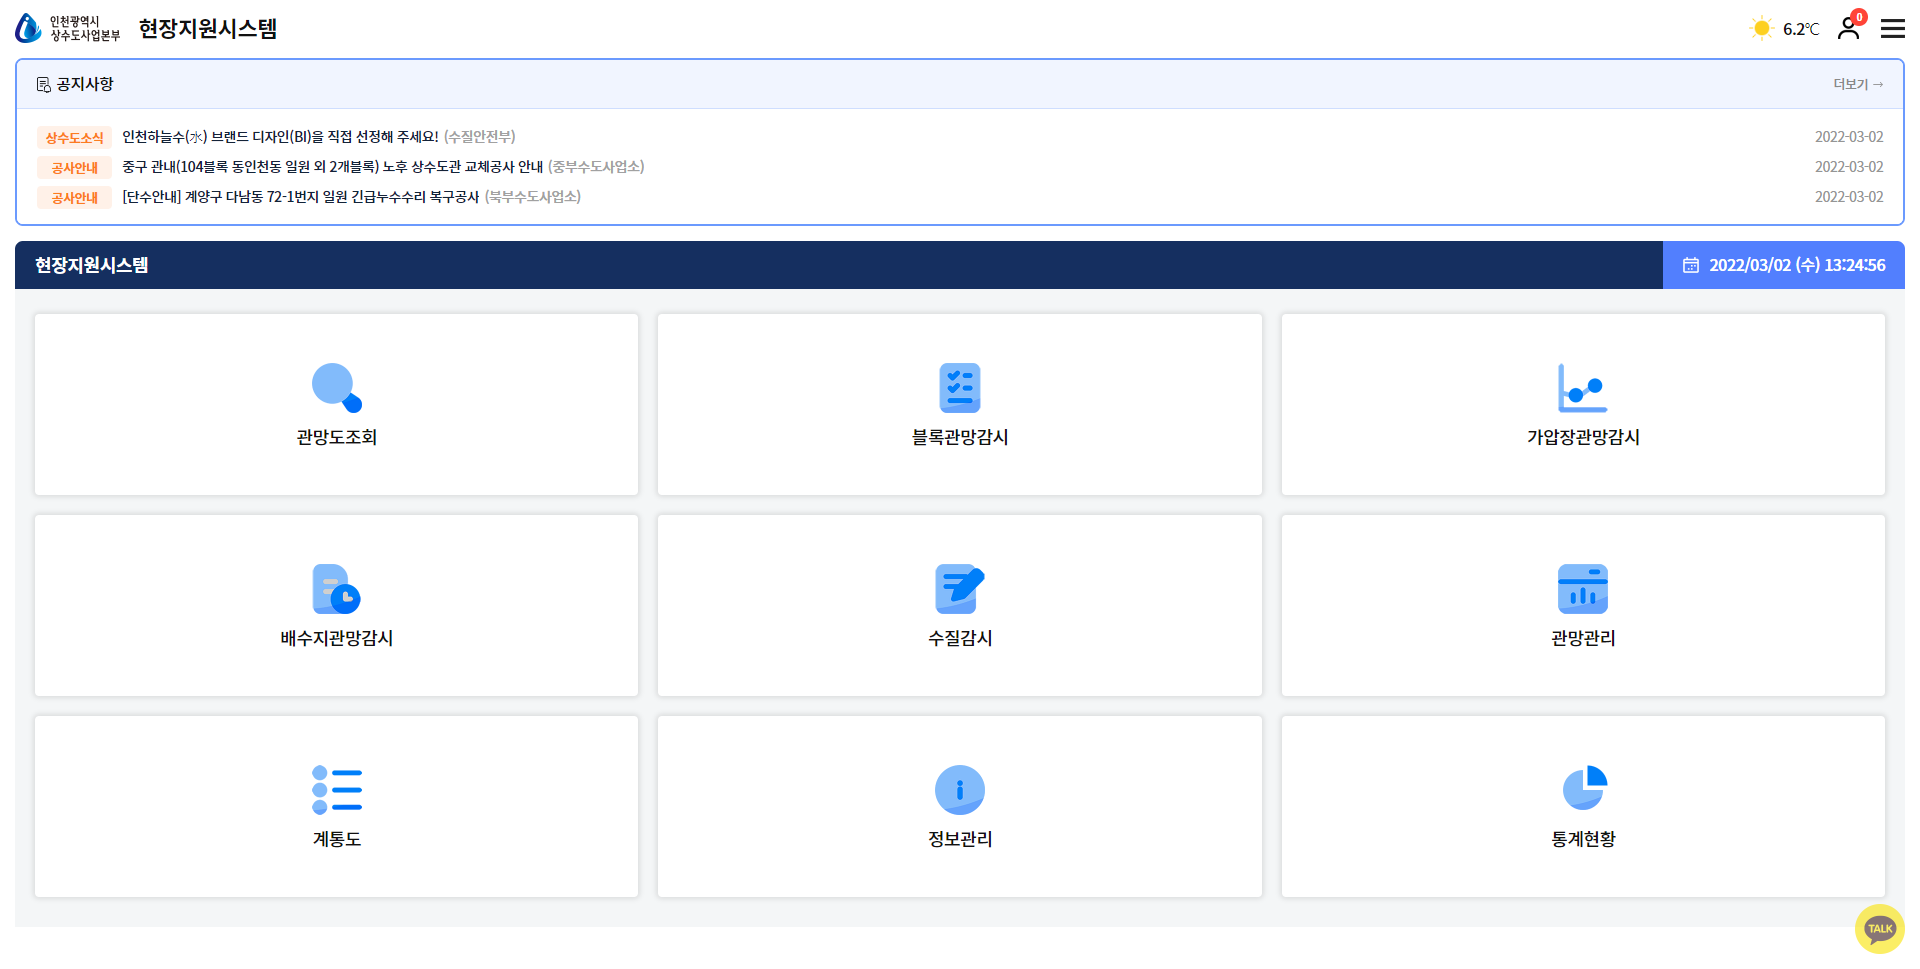 인천광역시
상수도사업본부
현장지원시스템
6.2℃
0
공지사항
더보기 →
상수도소식 인천하늘수(水) 브랜드 디자인(BI)을 직접 선정해 주세요! (수질안전부) 2022-03-02
공사안내 중구 관내(104블록 동인천동 일원 외 2개블록) 노후 상수도관 교체공사 안내 (중부수도사업소) 2022-03-02
공사안내 [단수안내] 계양구 다남동 72-1번지 일원 긴급누수수리 복구공사 (북부수도사업소) 2022-03-02
현장지원시스템
2022/03/02 (수) 13:24:56
관망도조회
블록관망감시
가압장관망감시
배수지관망감시
수질감시
관망관리
계통도
정보관리
통계현황
TALK